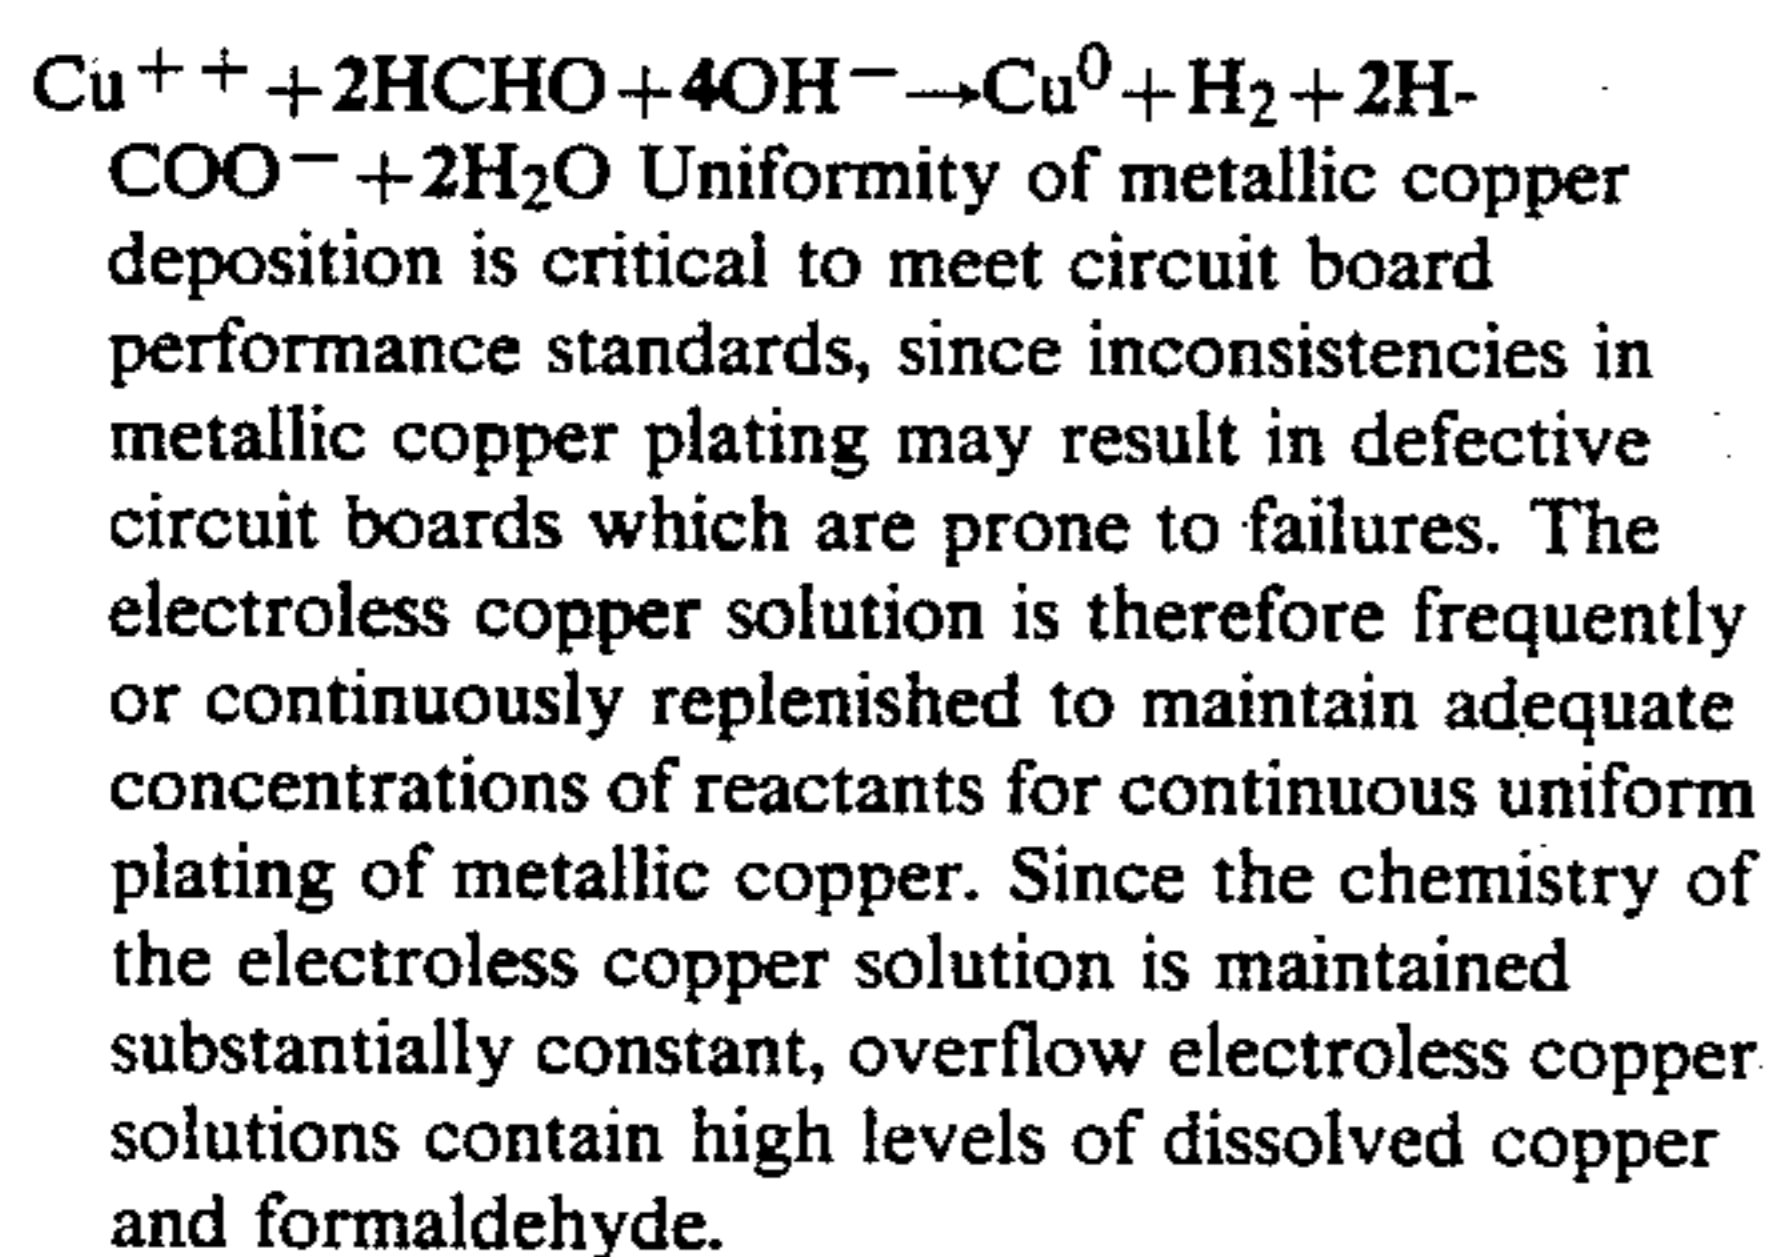 Cu⁺⁺+2HCHO+4OH⁻→Cu⁰+H₂+2H-
COO⁻+2H₂O Uniformity of metallic copper
deposition is critical to meet circuit board
performance standards, since inconsistencies in
metallic copper plating may result in defective
circuit boards which are prone to failures. The
electroless copper solution is therefore frequently
or continuously replenished to maintain adequate
concentrations of reactants for continuous uniform
plating of metallic copper. Since the chemistry of
the electroless copper solution is maintained
substantially constant, overflow electroless copper
solutions contain high levels of dissolved copper
and formaldehyde.